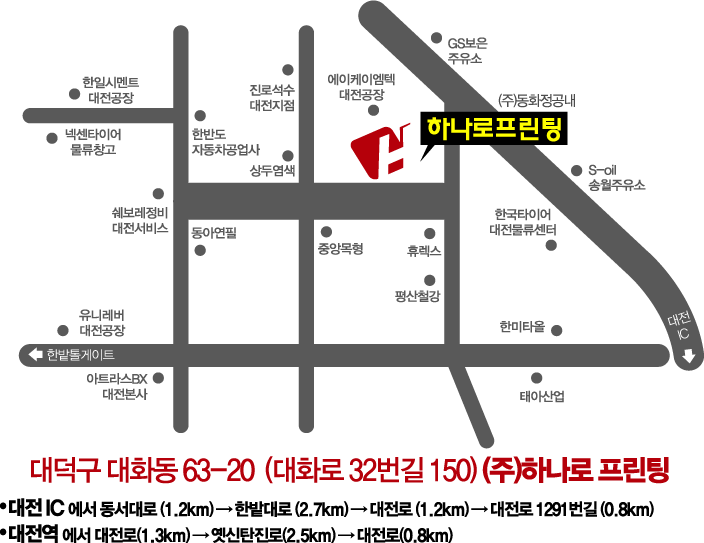 GS보은
주유소
한일시멘트
대전공장
진로석수
대전지점
에이케이엠텍
대전공장
(주)동화정공내
하나로프린팅
넥센타이어
물류창고
한반도
자동차공업사
상두염색
S-oil
송월주유소
쉐보레정비
대전서비스
동아연필
중앙목형
휴렉스
한국타이어
대전물류센터
평산철강
유니레버
대전공장
한미타올
대전
IC
한밭톨게이트
아트라스BX
대전본사
태아산업
대덕구 대화동 63-20 (대화로 32번길 150) (주)하나로 프린팅
• 대전 IC 에서 동서대로 (1.2km) → 한밭대로 (2.7km) → 대전로 (1.2km) → 대전로 1291번길 (0.8km)
• 대전역 에서 대전로(1.3km) → 옛신탄진로(2.5km) → 대전로(0.8km)